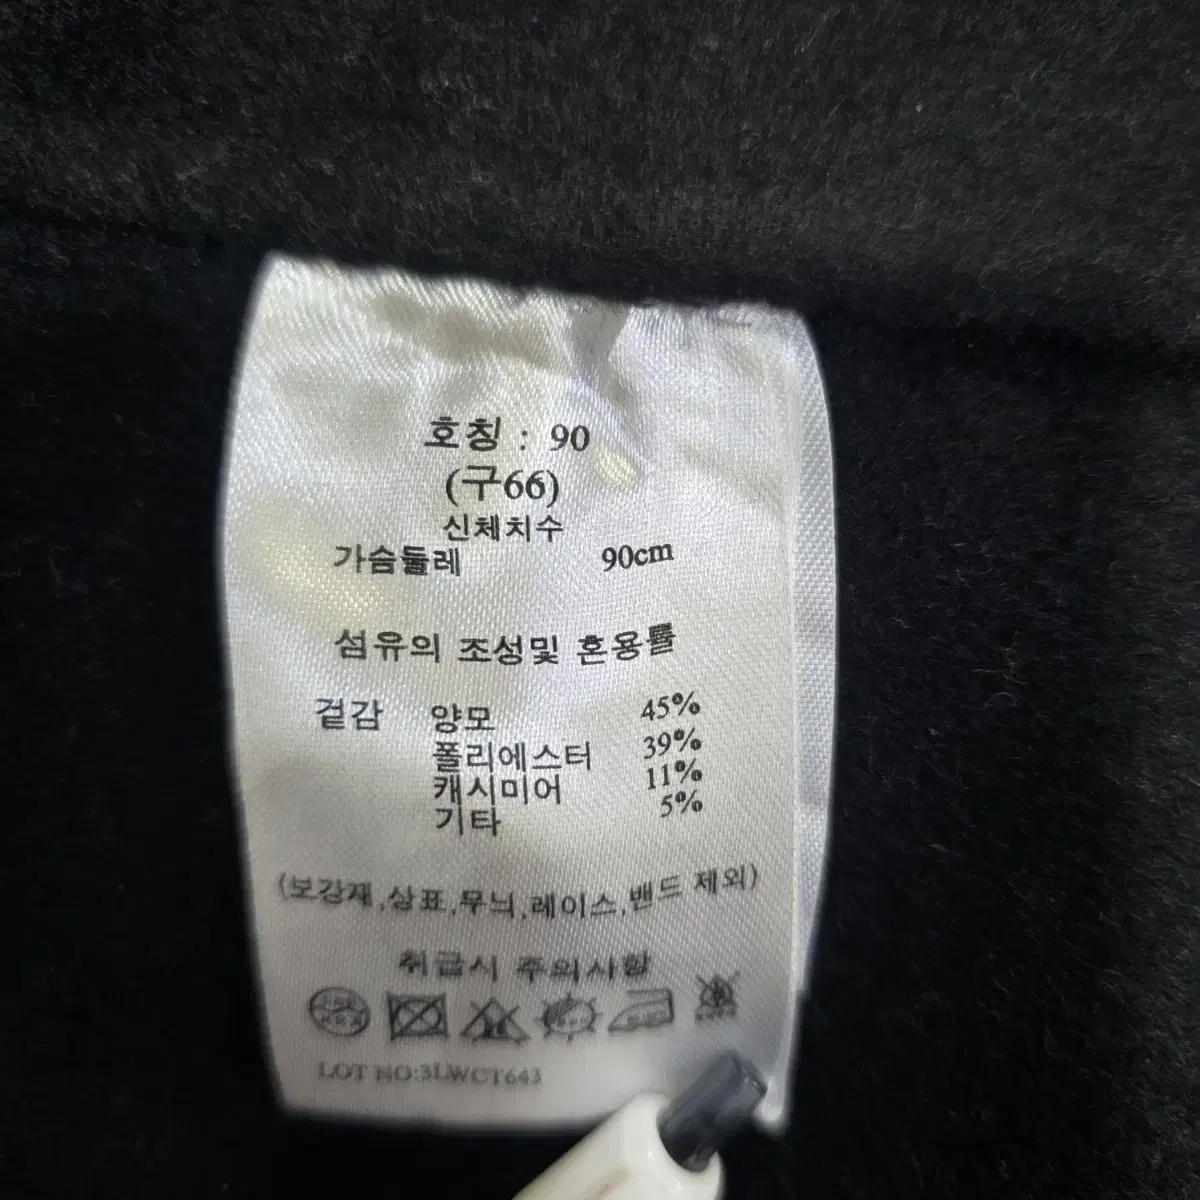 호칭 : 90
(구66)
신체치수
가슴둘레 90cm
섬유의 조성및 혼용률
겉감 양모 45%
폴리에스터 39%
캐시미어 11%
기타 5%
(보강재,상표,무늬,레이스,밴드 제외)
취급시 주의사항
LOT NO:3LWCT643